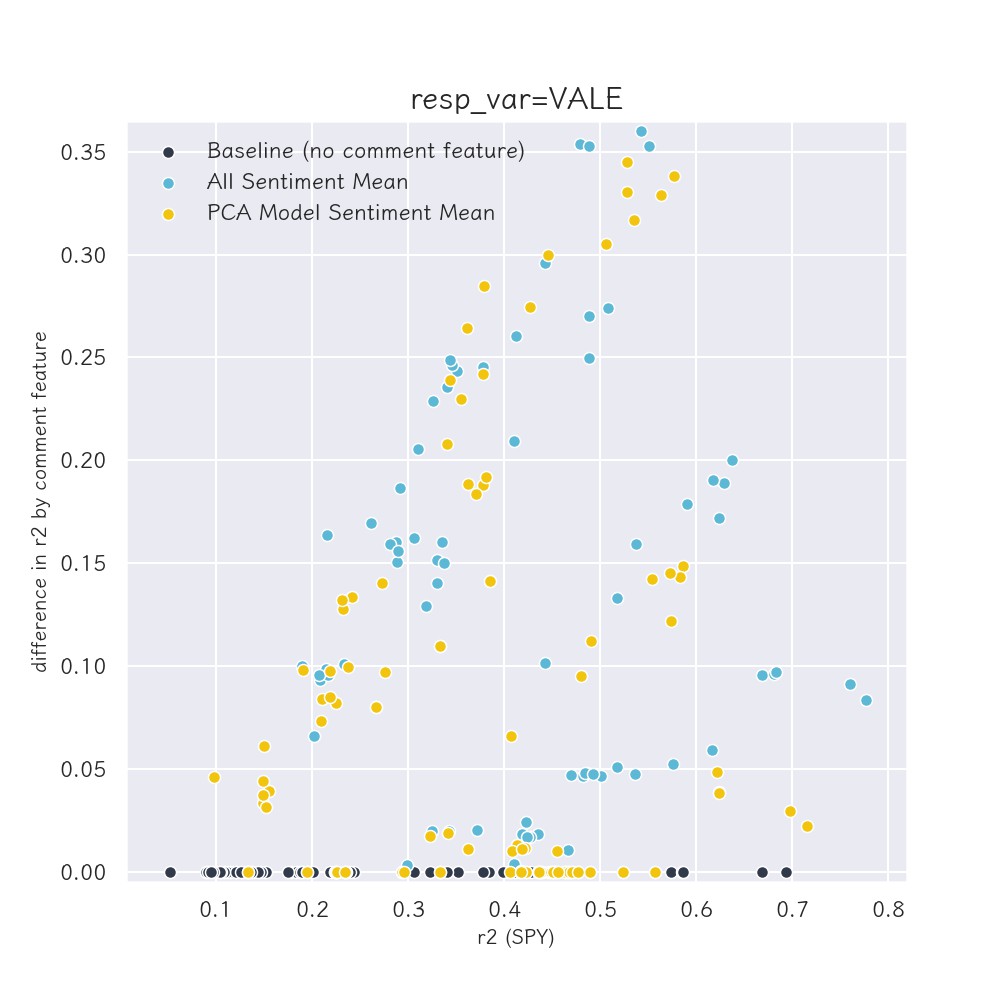 resp_var=VALE
Baseline (no comment feature)
All Sentiment Mean
PCA Model Sentiment Mean
difference in r2 by comment feature
0.35
0.30
0.25
0.20
0.15
0.10
0.05
0.00
0.1 0.2 0.3 0.4 0.5 0.6 0.7 0.8
r2 (SPY)